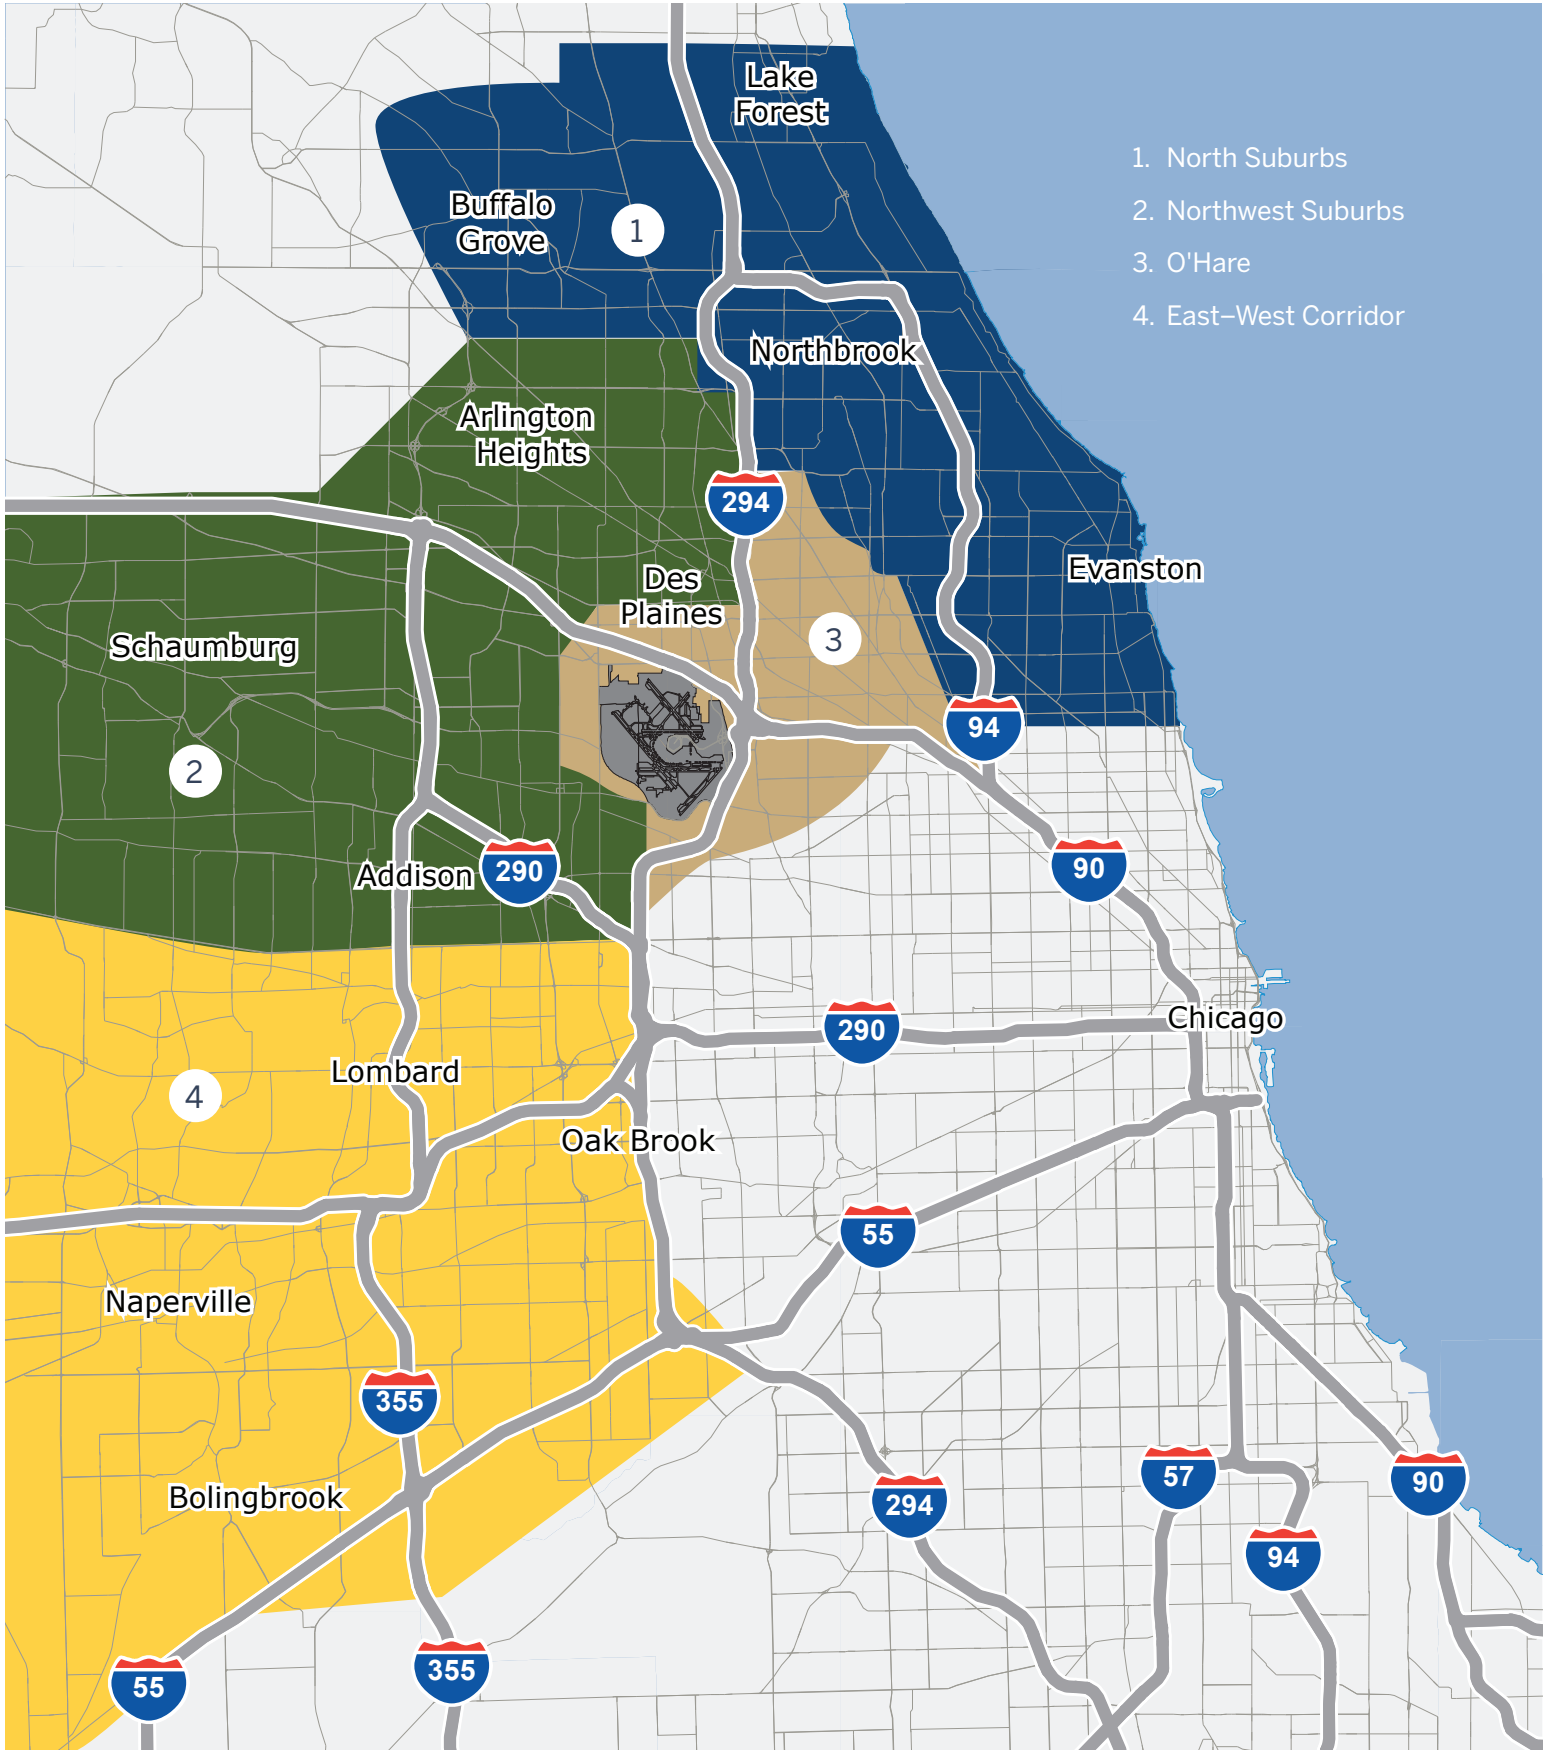 Lake
Forest
1. North Suburbs
2. Northwest Suburbs
3. O'Hare
4. East–West Corridor
Buffalo
Grove
1
Northbrook
Arlington
Heights
294
Evanston
Des
Plaines
3
Schaumburg
94
2
290
Addison
90
Chicago
290
Lombard
4
Oak Brook
55
Naperville
355
57
90
Bolingbrook
294
94
355
55